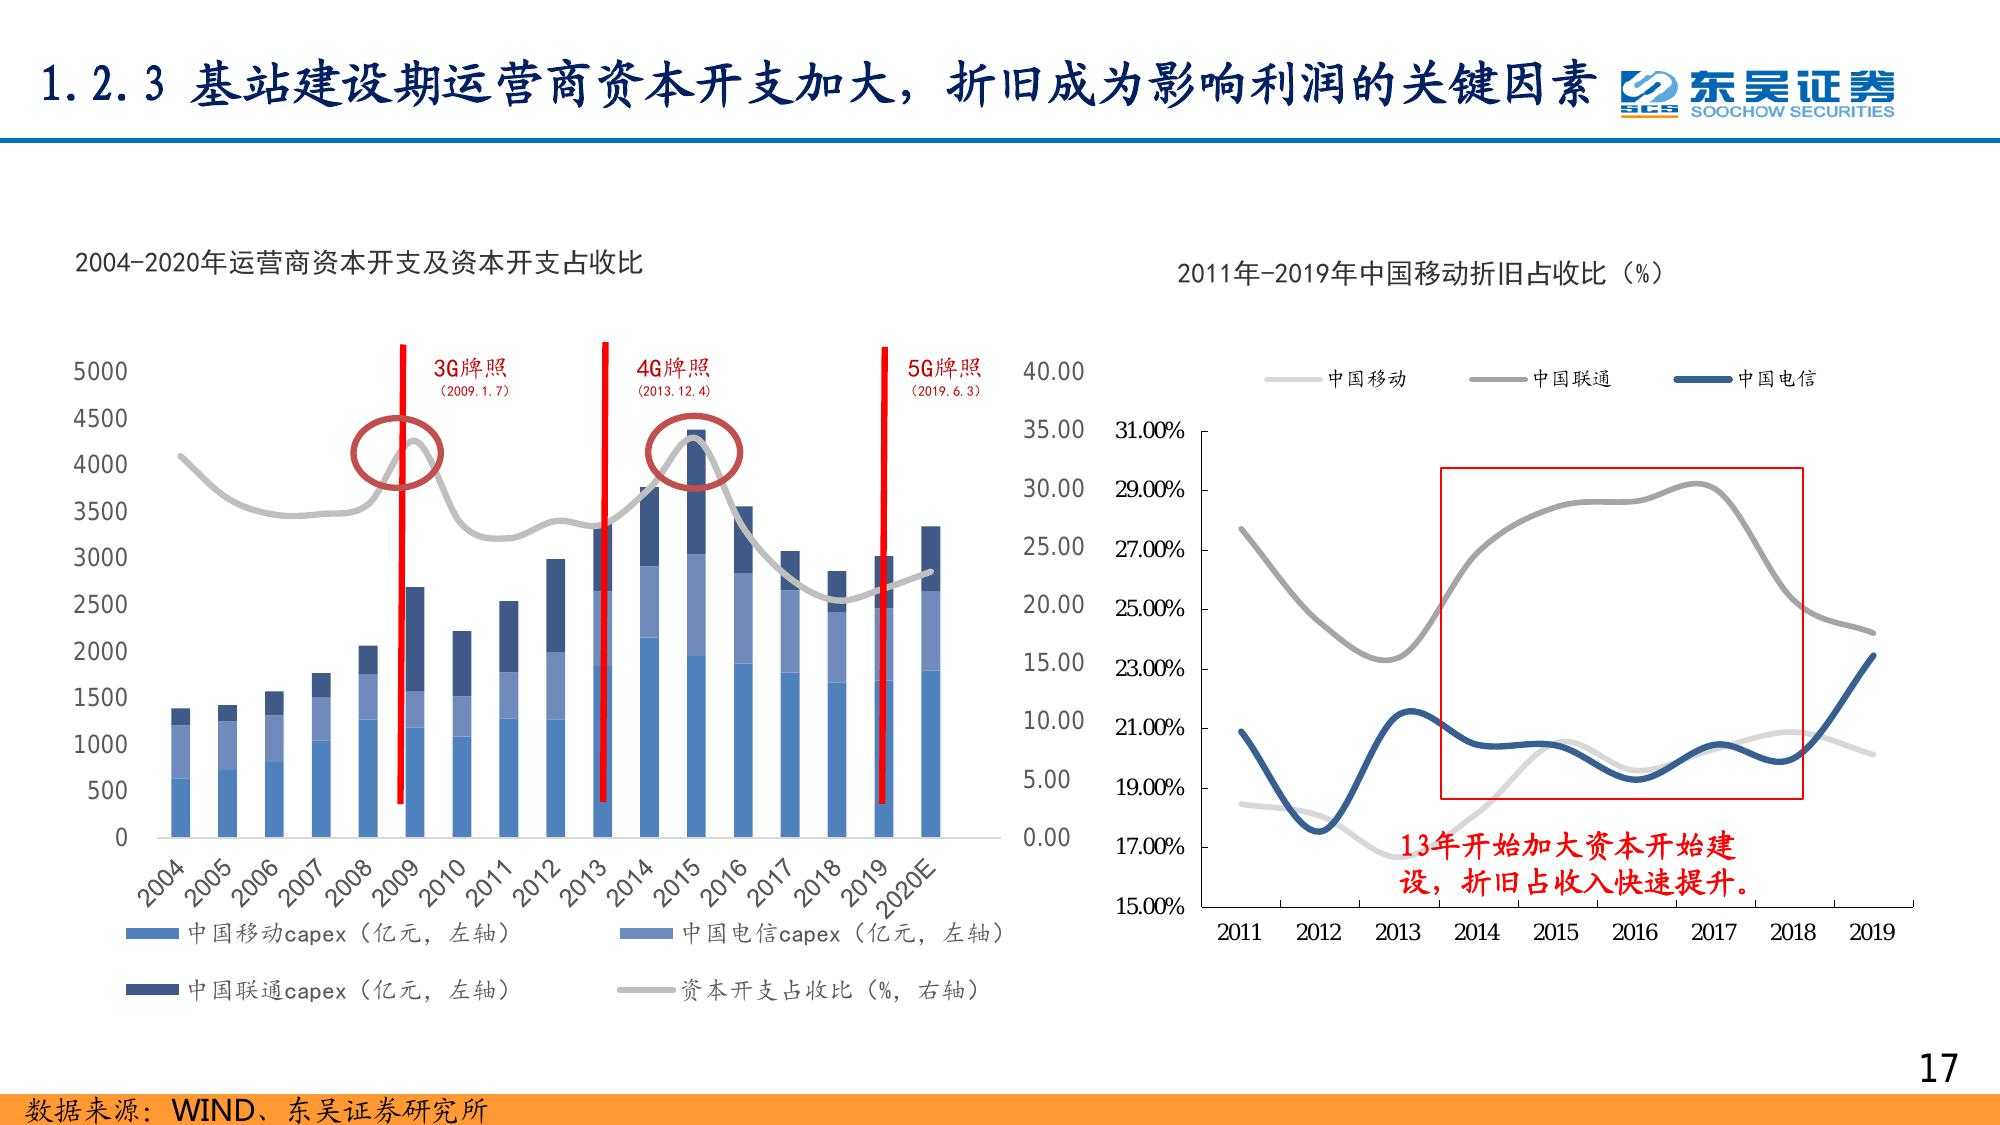 1.2.3 基站建设期运营商资本开支加大，折旧成为影响利润的关键因素
SCS 东吴证券
SOOCHOW SECURITIES
2004-2020年运营商资本开支及资本开支占收比
5000
4500
4000
3500
3000
2500
2000
1500
1000
500
0
3G牌照
（2009.1.7）
4G牌照
（2013.12.4）
5G牌照
（2019.6.3）
40.00
35.00
30.00
25.00
20.00
15.00
10.00
5.00
0.00
2004 2005 2006 2007 2008 2009 2010 2011 2012 2013 2014 2015 2016 2017 2018 2019 2020E
中国移动capex（亿元，左轴） 中国电信capex（亿元，左轴）
中国联通capex（亿元，左轴） 资本开支占收比（%，右轴）
2011年-2019年中国移动折旧占收比（%）
中国移动 中国联通 中国电信
31.00%
29.00%
27.00%
25.00%
23.00%
21.00%
19.00%
17.00%
15.00%
13年开始加大资本开始建
设，折旧占收入快速提升。
2011 2012 2013 2014 2015 2016 2017 2018 2019
17
数据来源：WIND、东吴证券研究所